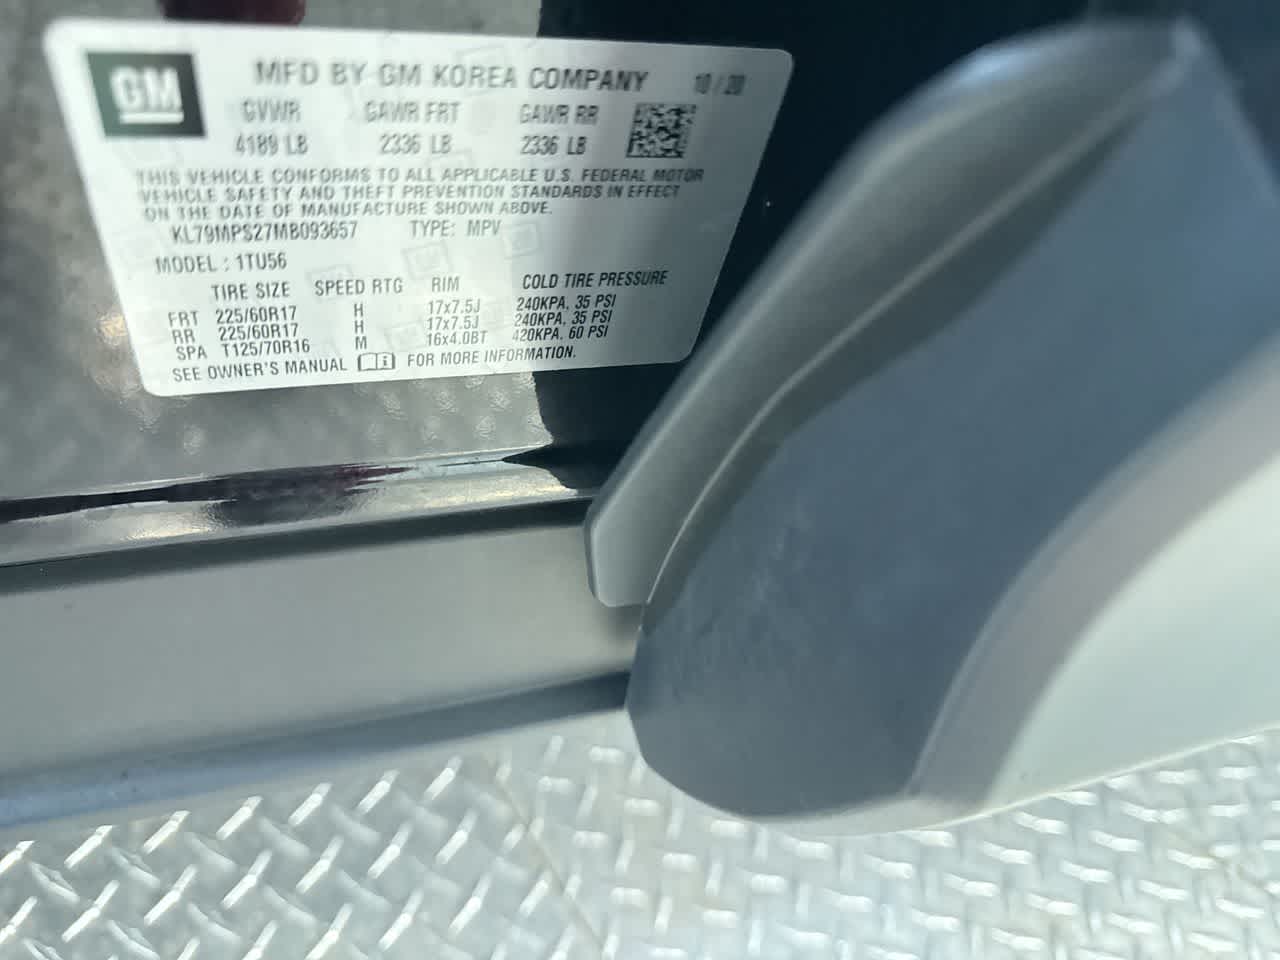 GM MFD BY GM KOREA COMPANY 10 / 20
GVWR GAWR FRT GAWR RR
4189 LB 2336 LB 2336 LB
THIS VEHICLE CONFORMS TO ALL APPLICABLE U.S. FEDERAL MOTOR
VEHICLE SAFETY AND THEFT PREVENTION STANDARDS IN EFFECT
ON THE DATE OF MANUFACTURE SHOWN ABOVE.
KL79MPS27MB093657 TYPE: MPV
MODEL : 1TU56
TIRE SIZE SPEED RTG RIM COLD TIRE PRESSURE
FRT 225/60R17 H 17x7.5J 240KPA, 35 PSI
RR 225/60R17 H 17x7.5J 240KPA, 35 PSI
SPA T125/70R16 M 16x4.0BT 420KPA, 60 PSI
SEE OWNER'S MANUAL i FOR MORE INFORMATION.